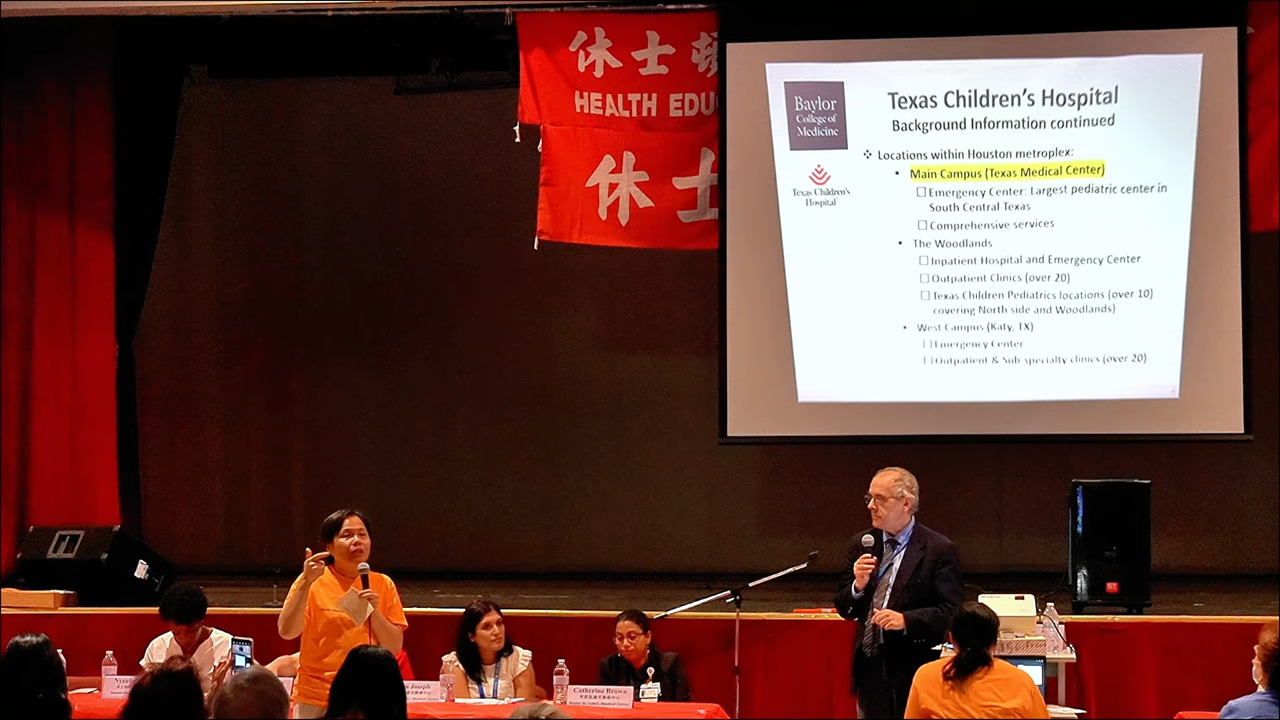 休士頓
HEALTH EDU
休士
Baylor
College of
Medicine
Texas Children's
Hospital
Texas Children's Hospital
Background Information continued
❖ Locations within Houston metroplex:
▪ Main Campus (Texas Medical Center)
☐ Emergency Center: Largest pediatric center in
South Central Texas
☐ Comprehensive services
• The Woodlands
☐ Inpatient Hospital and Emergency Center
☐ Outpatient Clinics (over 20)
☐ Texas Children Pediatrics locations (over 10)
covering North side and Woodlands)
• West Campus (Katy, TX)
☐ Emergency Center
☐ Outpatient & Sub specialty clinics (over 20)
Joseph
Catherine Brown